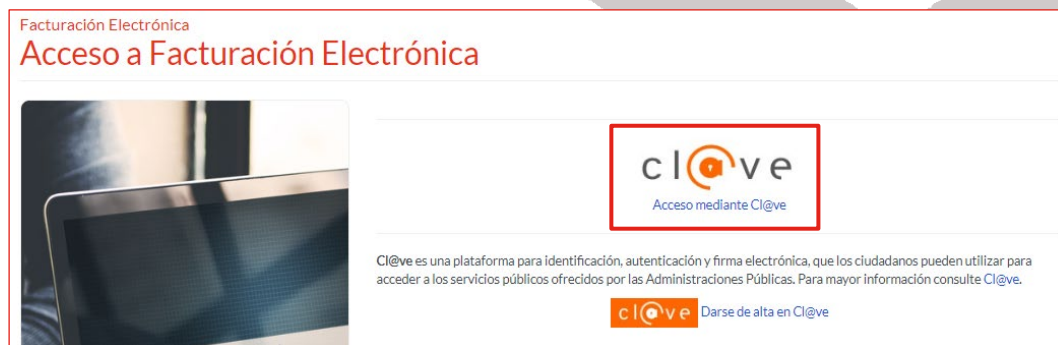 Facturación Electrónica
Acceso a Facturación Electrónica
cl@ve
Acceso mediante Cl@ve
Cl@ve es una plataforma para identificación, autenticación y firma electrónica, que los ciudadanos pueden utilizar para
acceder a los servicios públicos ofrecidos por las Administraciones Públicas. Para mayor información consulte Cl@ve.
cl@ve Darse de alta en Cl@ve